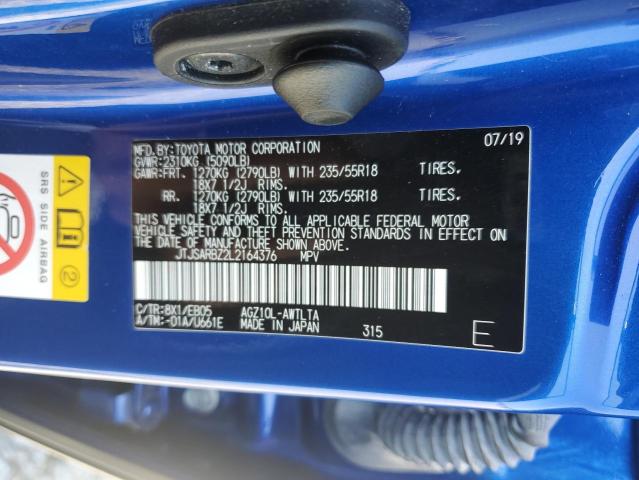 MFD.BY:TOYOTA MOTOR CORPORATION 07/19
GVWR:2310KG (5090LB)
GAWR:FRT. 1270KG (2790LB) WITH 235/55R18 TIRES.
18X7 1/2J RIMS.
RR. 1270KG (2790LB) WITH 235/55R18 TIRES.
18X7 1/2J RIMS.
THIS VEHICLE CONFORMS TO ALL APPLICABLE FEDERAL MOTOR
VEHICLE SAFETY AND THEFT PREVENTION STANDARDS IN EFFECT ON
THE DATE OF MANUFACTURE SHOWN ABOVE.
JTJSARBZ2L2164376 MPV
C/TR:8X1/EB05 AGZ10L-AWTLTA
A/TM:-01A/U661E MADE IN JAPAN 315
E
SRS SIDE AIRBAG
2